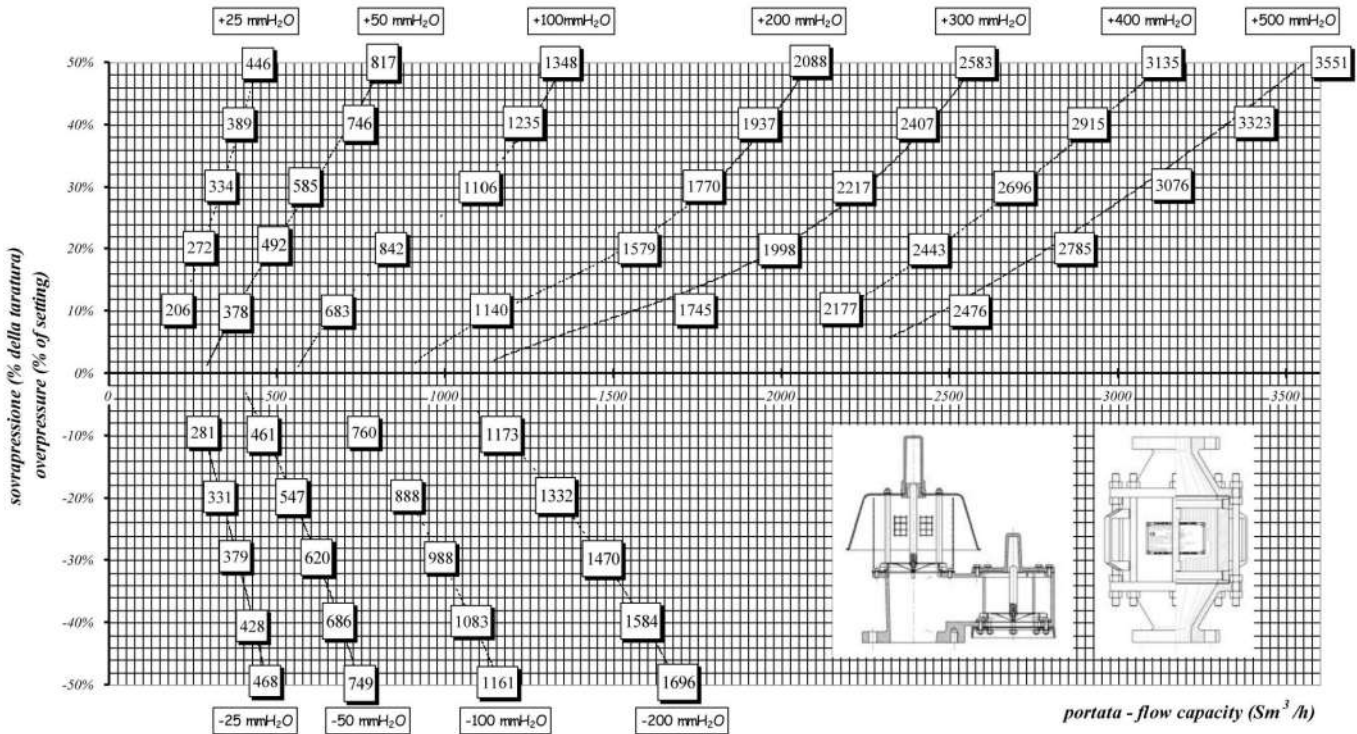 +25 mmH₂O +50 mmH₂O +100mmH₂O +200 mmH₂O +300 mmH₂O +400 mmH₂O +500 mmH₂O
50% 446 817 1348 2088 2583 3135 3551
40% 389 746 1235 1937 2407 2915 3323
30% 334 585 1106 1770 2217 2696 3076
20% 272 492 842 1579 1998 2443 2785
10% 206 378 683 1140 1745 2177 2476
0%
0 500 1000 1500 2000 2500 3000 3500
-10% 281 461 760 1173
-20% 331 547 888 1332
-30% 379 620 988 1470
-40% 428 686 1083 1584
-50% 468 749 1161 1696
-25 mmH₂O -50 mmH₂O -100 mmH₂O -200 mmH₂O
sovrapressione (% della taratura)
overpressure (% of setting)
portata - flow capacity (Sm³/h)